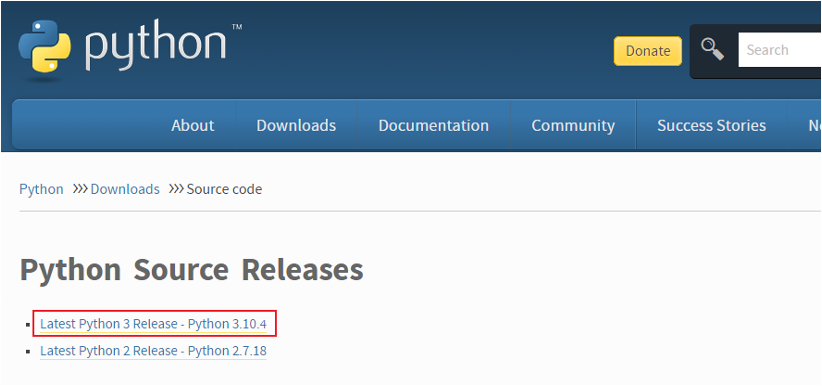 python™
Donate
Search
About Downloads Documentation Community Success Stories N
Python >>> Downloads >>> Source code
Python Source Releases
Latest Python 3 Release - Python 3.10.4
Latest Python 2 Release - Python 2.7.18